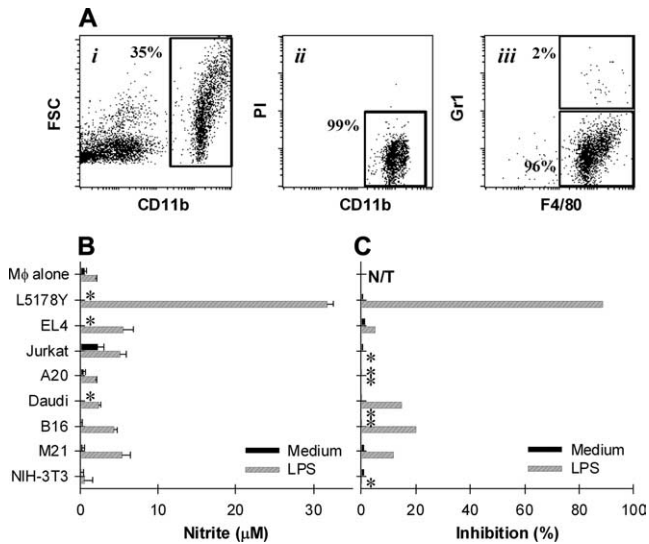 A
i
35%
FSC
CD11b
ii
99%
PI
CD11b
iii
2%
96%
Gr1
F4/80
B
Mϕ alone
L5178Y
*
EL4
*
Jurkat
A20
Daudi
*
B16
M21
NIH-3T3
Medium
LPS
0 10 20 30
Nitrite (μM)
C
N/T
*
*
*
*
*
*
Medium
LPS
0 20 40 60 80 100
Inhibition (%)